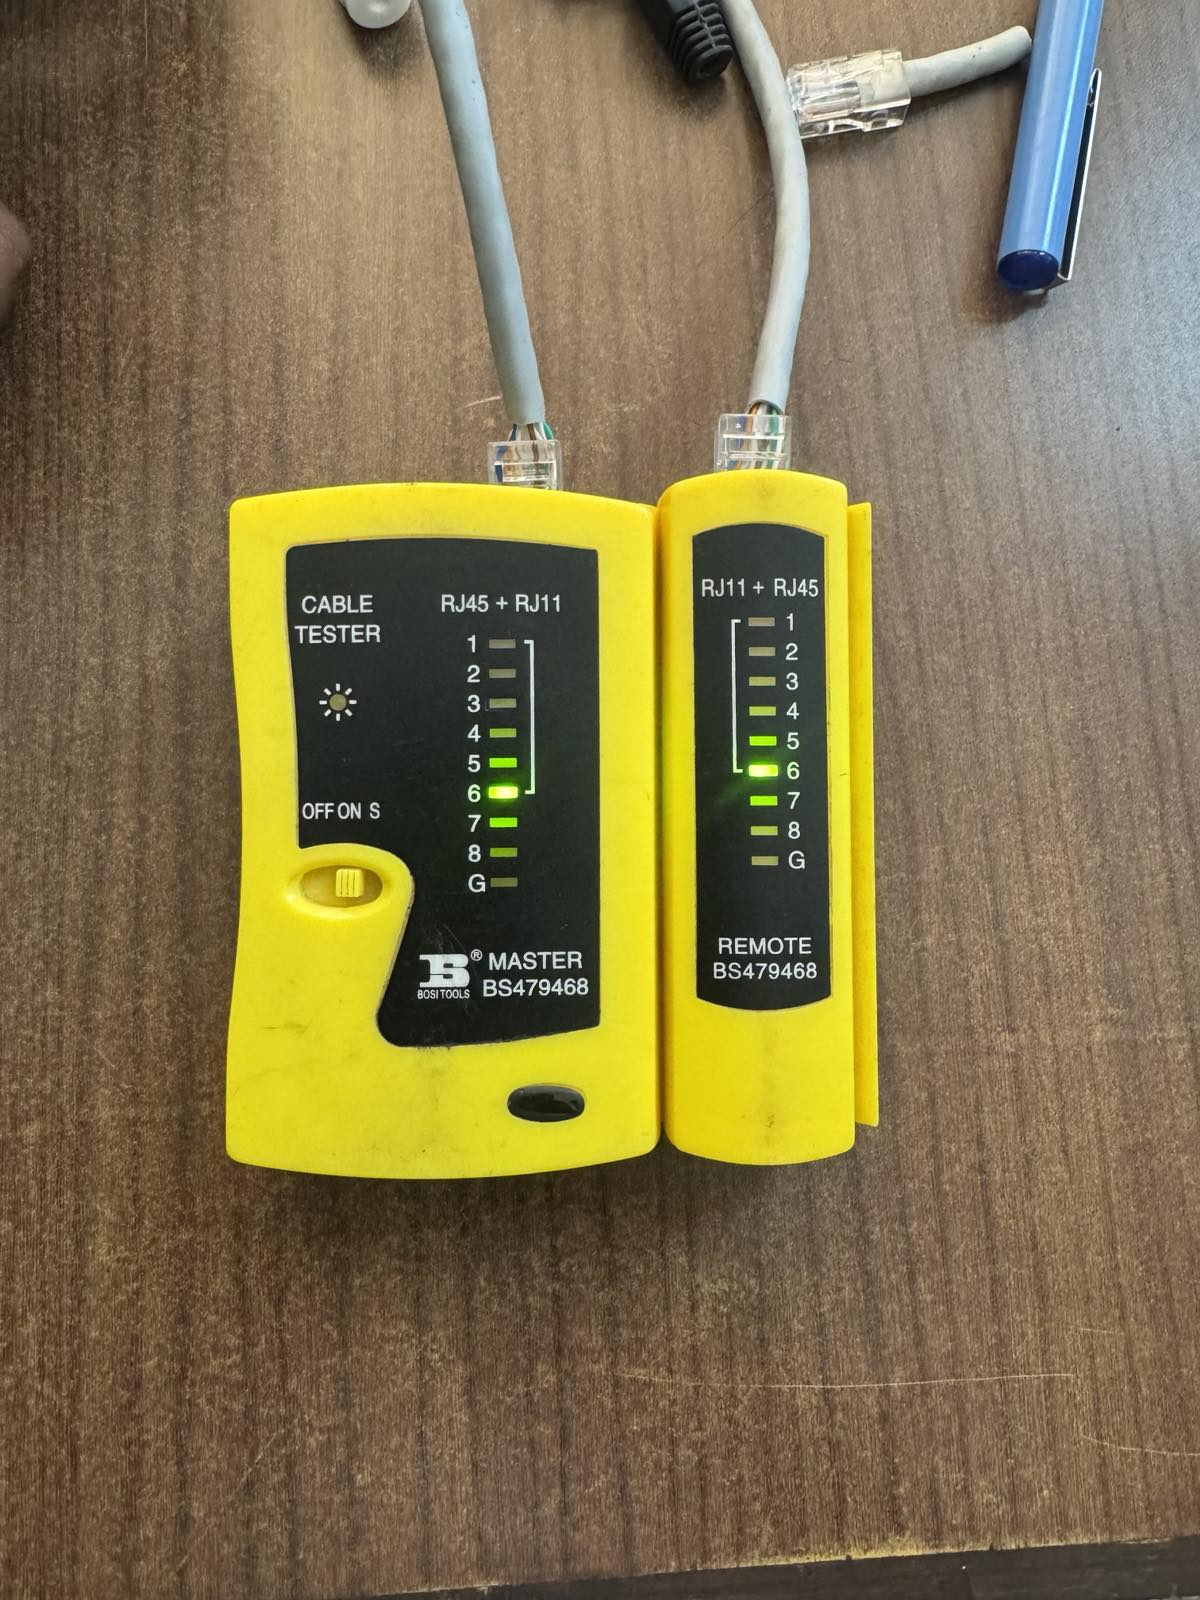 CABLE
TESTER
OFF ON S
RJ45 + RJ11
1
2
3
4
5
6
7
8
G
B®
BOSI TOOLS
MASTER
BS479468
RJ11 + RJ45
1
2
3
4
5
6
7
8
G
REMOTE
BS479468